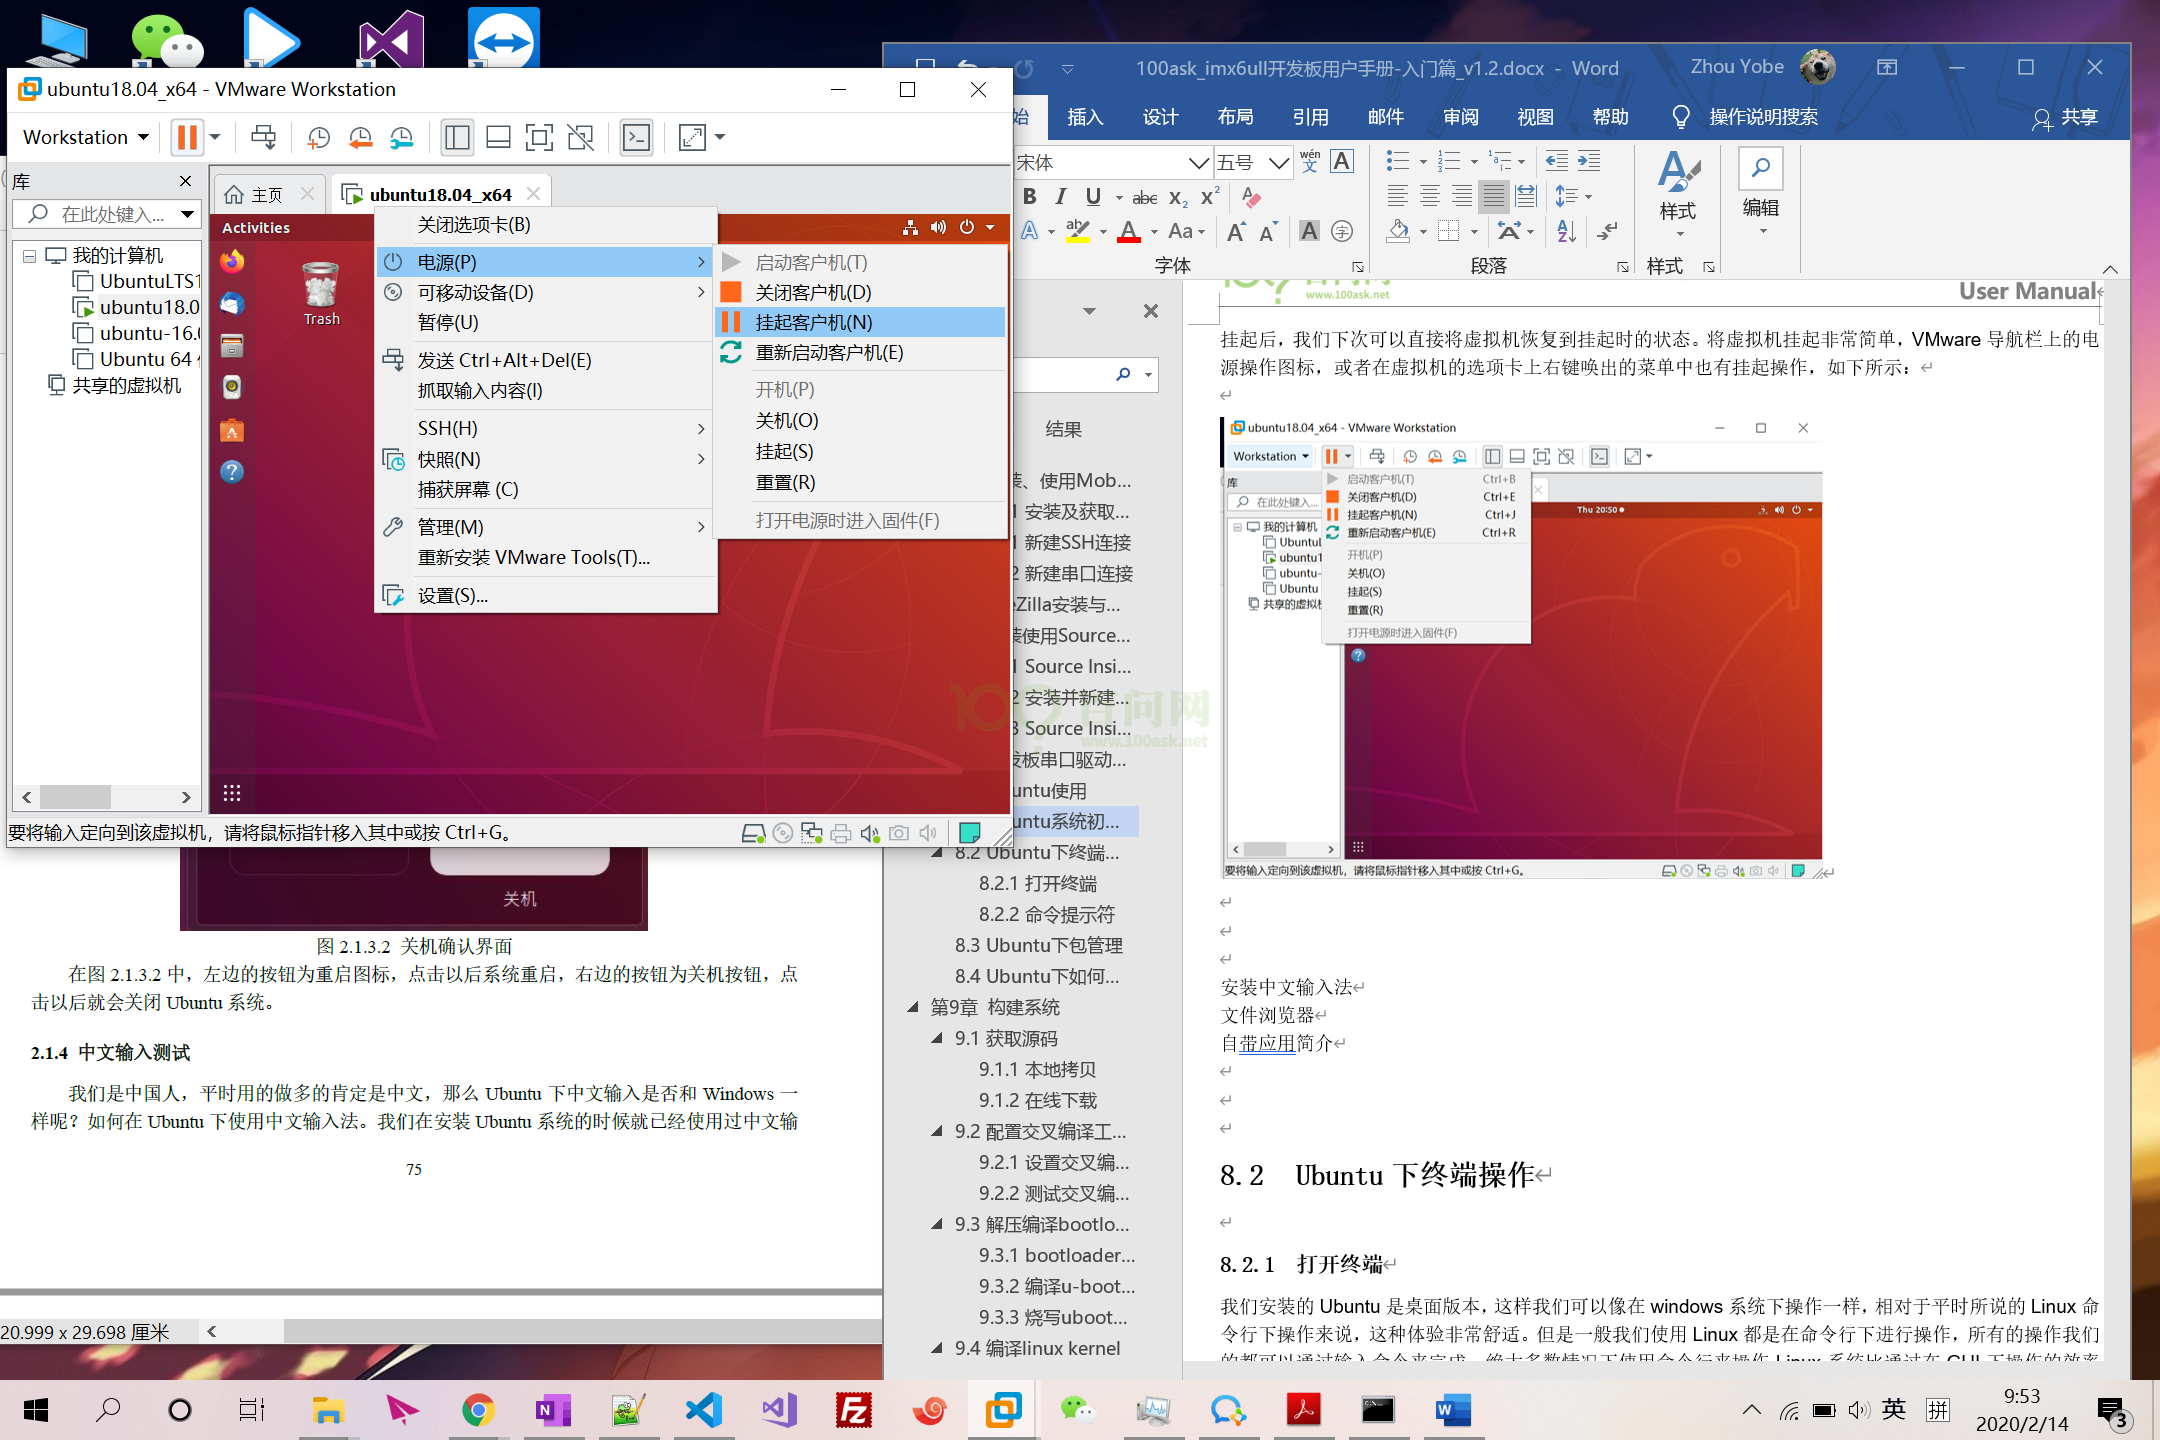 ubuntu18.04_x64 - VMware Workstation
Workstation
库
在此处键入...
我的计算机
UbuntuLTS1
ubuntu18.0
ubuntu-16.0
Ubuntu 64
共享的虚拟机
主页
ubuntu18.04_x64
Activities
Trash
关闭选项卡(B)
电源(P)
可移动设备(D)
暂停(U)
发送 Ctrl+Alt+Del(E)
抓取输入内容(I)
SSH(H)
快照(N)
捕获屏幕 (C)
管理(M)
重新安装 VMware Tools(T)...
设置(S)...
启动客户机(T)
关闭客户机(D)
挂起客户机(N)
重新启动客户机(E)
开机(P)
关机(O)
挂起(S)
重置(R)
打开电源时进入固件(F)
要将输入定向到该虚拟机，请将鼠标指针移入其中或按 Ctrl+G。
关机
图 2.1.3.2 关机确认界面
在图 2.1.3.2 中，左边的按钮为重启图标，点击以后系统重启，右边的按钮为关机按钮，点
击以后就会关闭 Ubuntu 系统。
2.1.4 中文输入测试
我们是中国人，平时用的做多的肯定是中文，那么 Ubuntu 下中文输入是否和 Windows 一
样呢？如何在 Ubuntu 下使用中文输入法。我们在安装 Ubuntu 系统的时候就已经使用过中文输
75
20.999 x 29.698 厘米
100ask_imx6ull开发板用户手册-入门篇_v1.2.docx - Word
Zhou Yobe
始 插入 设计 布局 引用 邮件 审阅 视图 帮助 操作说明搜索 共享
宋体 五号
字体
段落
样式
样式
编辑
结果
装、使用Mob...
1 安装及获取...
1 新建SSH连接
2 新建串口连接
eZilla安装与...
装使用Source...
1 Source Insi...
2 安装并新建...
3 Source Insi...
发板串口驱动...
untu使用
untu系统初...
8.2 Ubuntu下终端...
8.2.1 打开终端
8.2.2 命令提示符
8.3 Ubuntu下包管理
8.4 Ubuntu下如何...
第9章 构建系统
9.1 获取源码
9.1.1 本地拷贝
9.1.2 在线下载
9.2 配置交叉编译工...
9.2.1 设置交叉编...
9.2.2 测试交叉编...
9.3 解压编译bootlo...
9.3.1 bootloader...
9.3.2 编译u-boot...
9.3.3 烧写uboot...
9.4 编译linux kernel
百问网
www.100ask.net
www.100ask.net
User Manual
挂起后，我们下次可以直接将虚拟机恢复到挂起时的状态。将虚拟机挂起非常简单，VMware 导航栏上的电
源操作图标，或者在虚拟机的选项卡上右键唤出的菜单中也有挂起操作，如下所示：
ubuntu18.04_x64 - VMware Workstation
Workstation
库
在此处键入...
我的计算机
Ubuntul
ubuntu1
ubuntu-
Ubuntu
共享的虚拟机
启动客户机(T) Ctrl+B
关闭客户机(D) Ctrl+E
挂起客户机(N) Ctrl+J
重新启动客户机(E) Ctrl+R
开机(P)
关机(O)
挂起(S)
重置(R)
打开电源时进入固件(F)
Thu 20:50
要将输入定向到该虚拟机，请将鼠标指针移入其中或按 Ctrl+G。
安装中文输入法
文件浏览器
自带应用简介
8.2 Ubuntu 下终端操作
8.2.1 打开终端
我们安装的 Ubuntu 是桌面版本，这样我们可以像在 windows 系统下操作一样，相对于平时所说的 Linux 命
令行下操作来说，这种体验非常舒适。但是一般我们使用 Linux 都是在命令行下进行操作，所有的操作我们
英 拼
9:53
2020/2/14
3